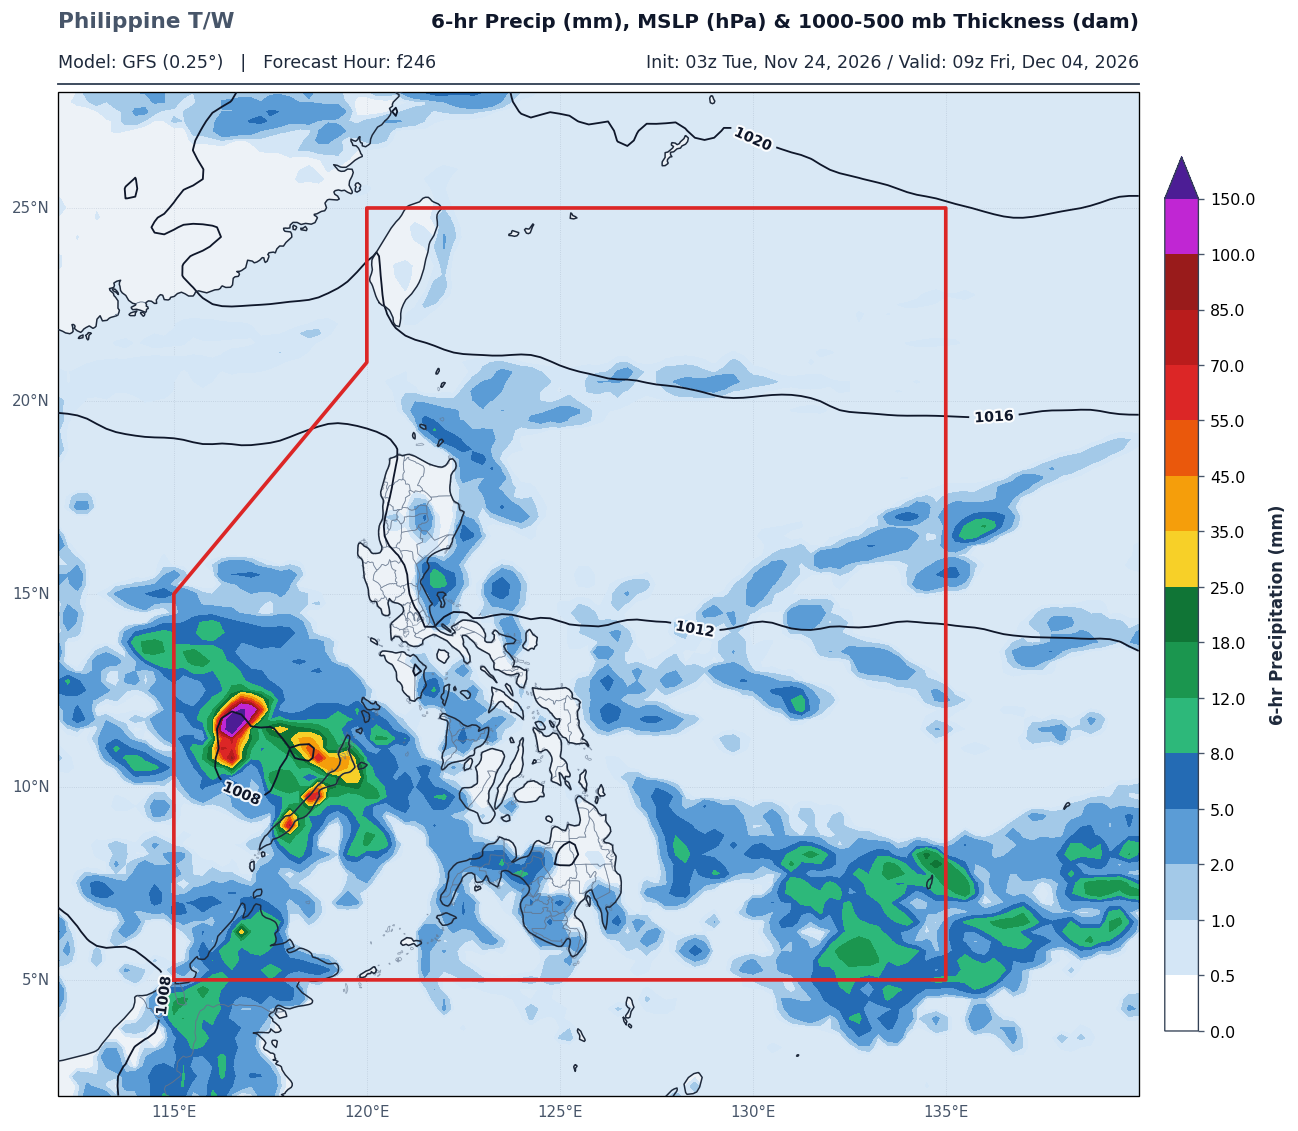 Philippine T/W
6-hr Precip (mm), MSLP (hPa) & 1000-500 mb Thickness (dam)
Model: GFS (0.25°) | Forecast Hour: f246
Init: 03z Tue, Nov 24, 2026 / Valid: 09z Fri, Dec 04, 2026
25°N
20°N
15°N
10°N
5°N
115°E
120°E
125°E
130°E
135°E
1020
1016
1012
1008
1008
150.0
100.0
85.0
70.0
55.0
45.0
35.0
25.0
18.0
12.0
8.0
5.0
2.0
1.0
0.5
0.0
6-hr Precipitation (mm)